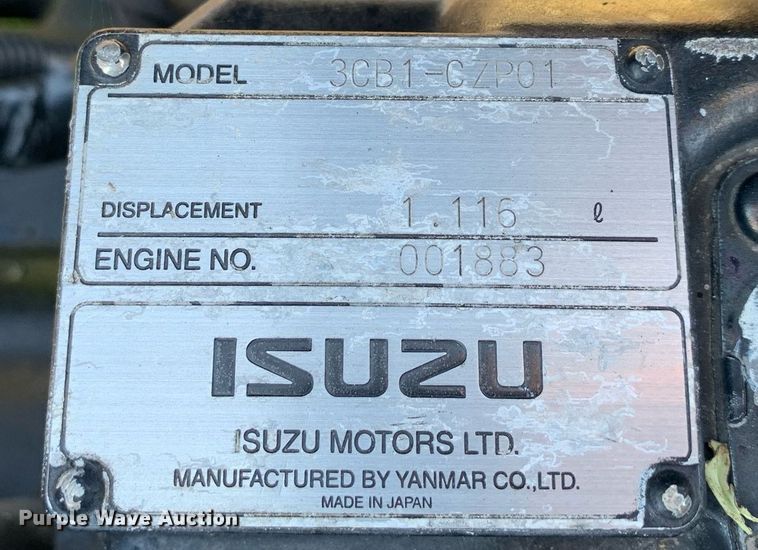 MODEL 3CB1-CZP01
DISPLACEMENT 1.116 ℓ
ENGINE NO. 001883
ISUZU
ISUZU MOTORS LTD.
MANUFACTURED BY YANMAR CO.,LTD.
MADE IN JAPAN
Purple Wave Auction